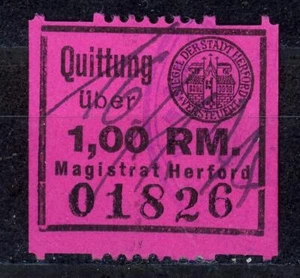 Quittung
über
SIEGEL DER STADT HERFORD
1,00 RM.
Magistrat Herford
01826